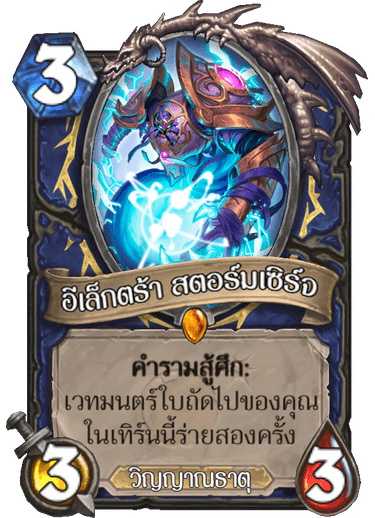 3
อีเล็กตร้า สตอร์มเซิร์จ
คำรามสู้ศึก:
เวทมนตร์ใบถัดไปของคุณ
ในเทิร์นนี้ร่ายสองครั้ง
3
วิญญาณธาตุ
3